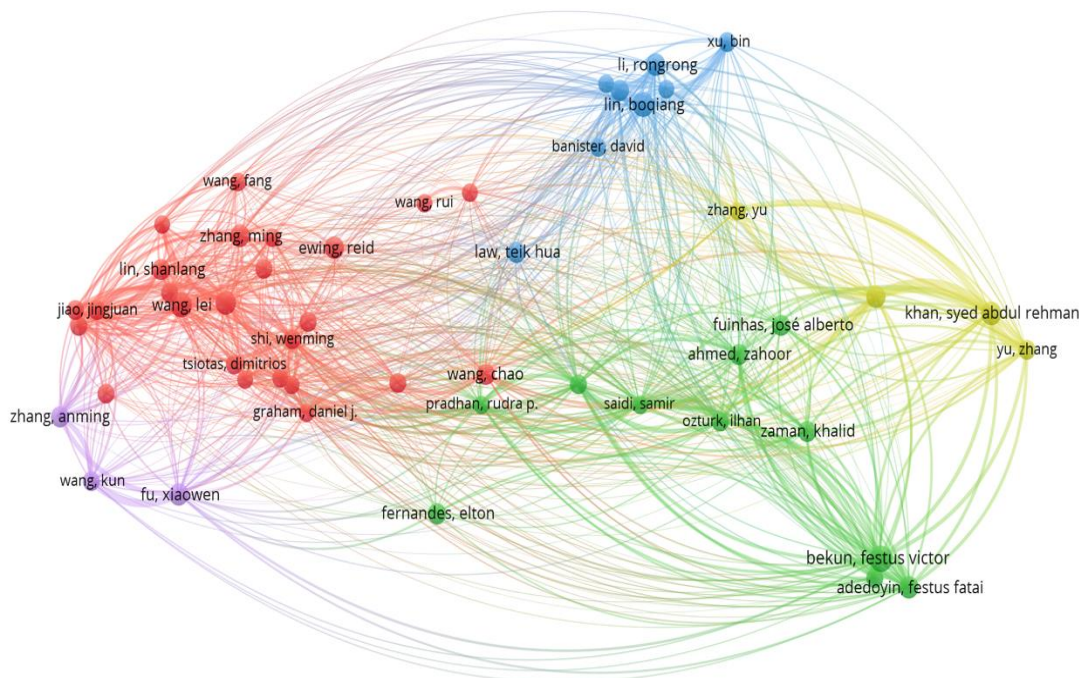 xu, bin
li, rongrong
lin, boqiang
banister, david
wang, fang
wang, rui
zhang, yu
zhang, ming
ewing, reid
law, teik hua
lin, shanlang
jiao, jingjuan
wang, lei
khan, syed abdul rehman
fuinhas, josé alberto
shi, wenming
ahmed, zahoor
yu, zhang
tsiotas, dimitrios
wang, chao
pradhan, rudra p.
saidi, samir
graham, daniel j.
zhang, anming
ozturk, ilhan
zaman, khalid
wang, kun
fu, xiaowen
fernandes, elton
bekun, festus victor
adedoyin, festus fatai